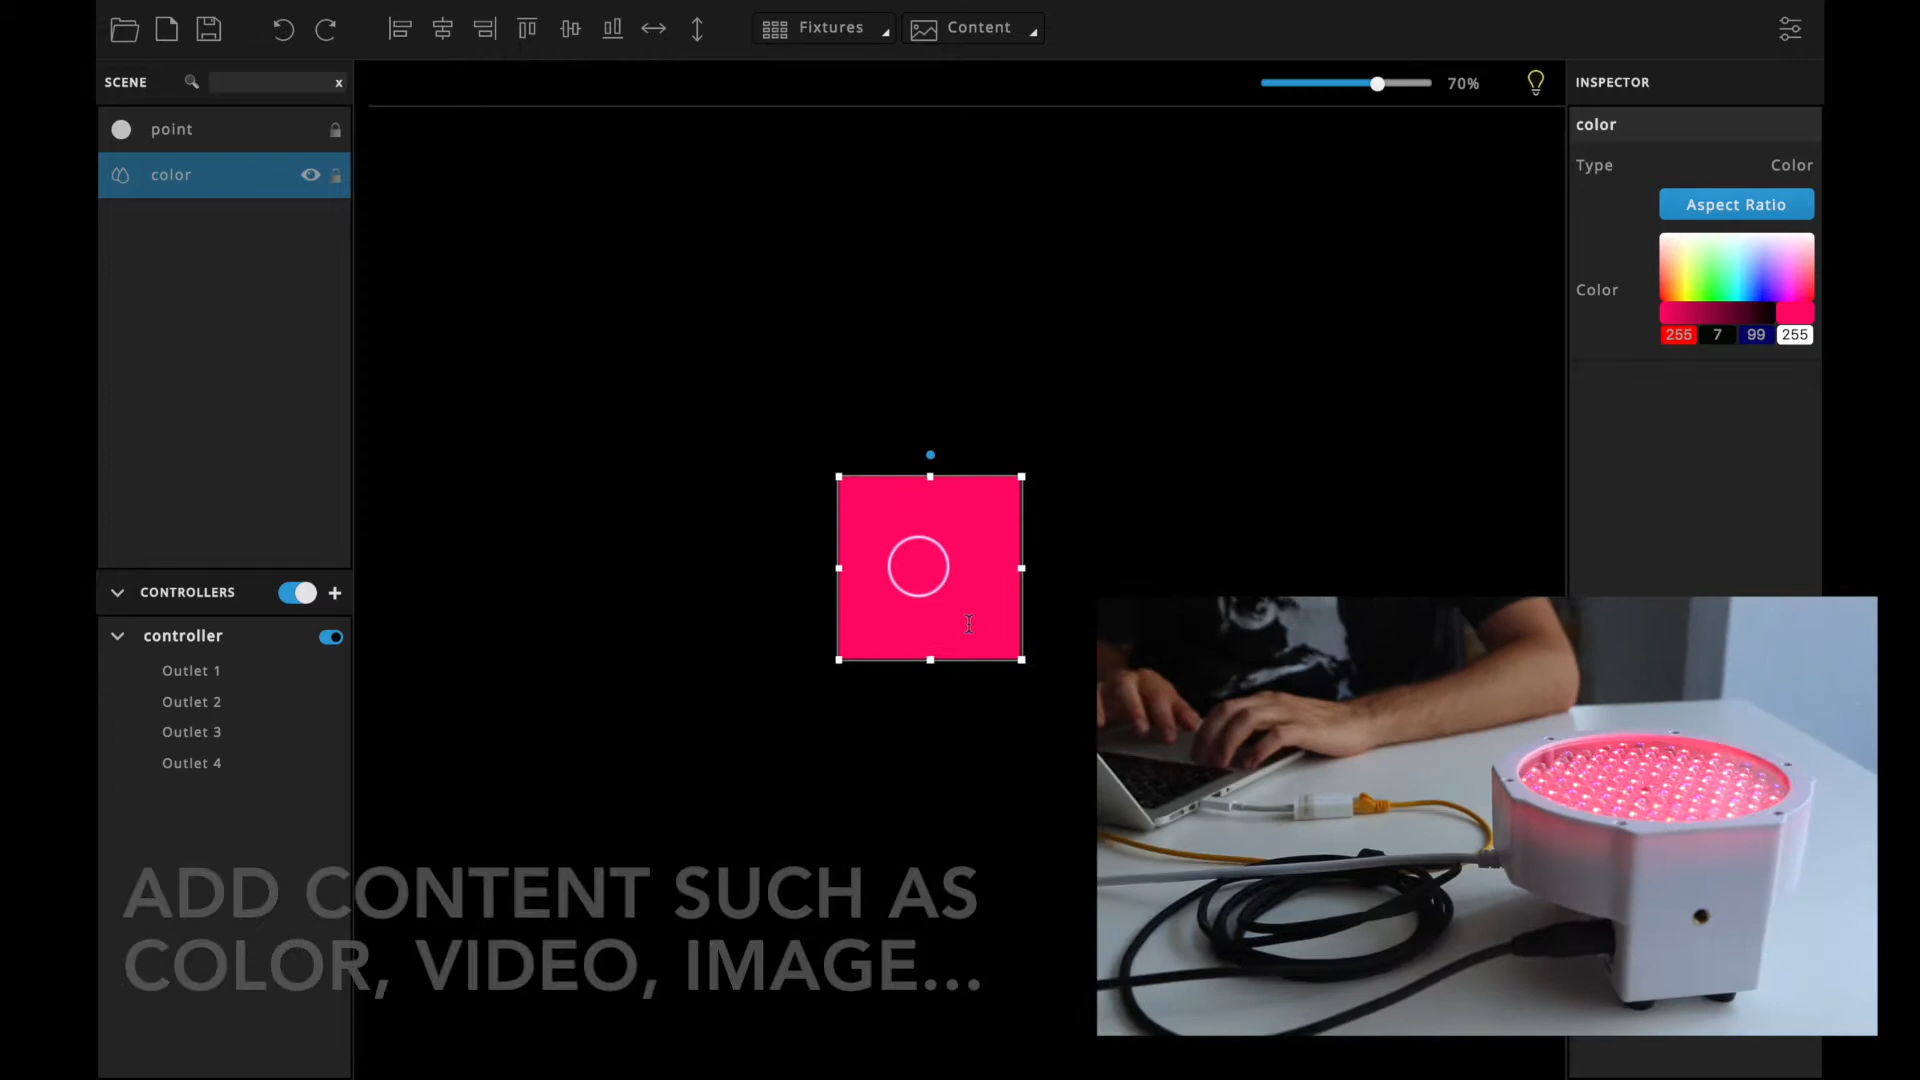 Fixtures
Content
SCENE
x
70%
INSPECTOR
point
color
color
Type
Color
Aspect Ratio
Color
255
7
99
255
CONTROLLERS
+
controller
Outlet 1
Outlet 2
Outlet 3
Outlet 4
ADD CONTENT SUCH AS
COLOR, VIDEO, IMAGE...